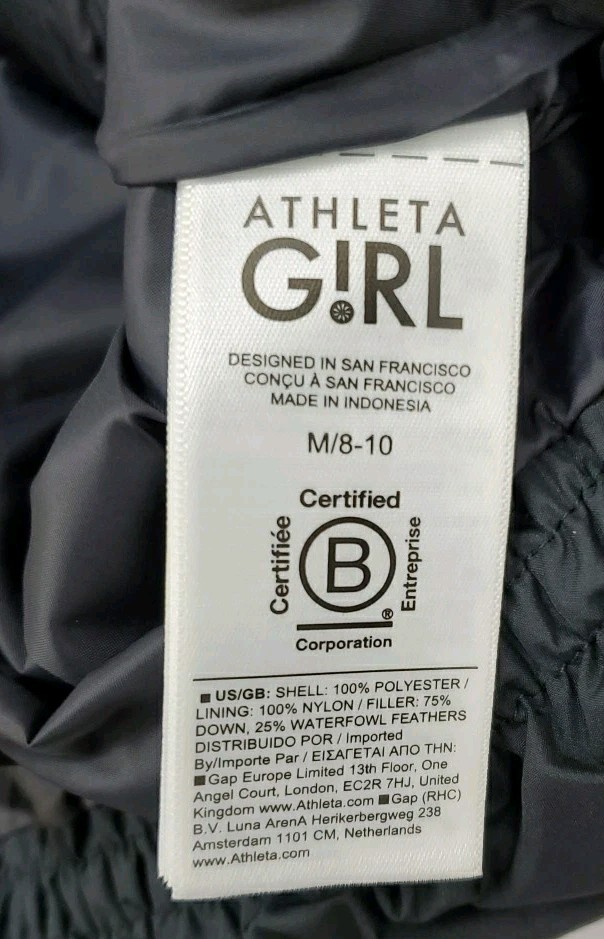 ATHLETA
G!RL
DESIGNED IN SAN FRANCISCO
CONÇU À SAN FRANCISCO
MADE IN INDONESIA
M/8-10
Certified
Certifiée
B
Entreprise
®
Corporation
US/GB: SHELL: 100% POLYESTER /
LINING: 100% NYLON / FILLER: 75%
DOWN, 25% WATERFOWL FEATHERS
DISTRIBUIDO POR / Imported
By/Importe Par / ΕΙΣΑΓΕΤΑΙ ΑΠΟ ΤΗΝ:
Gap Europe Limited 13th Floor, One
Angel Court, London, EC2R 7HJ, United
Kingdom www.Athleta.com Gap (RHC)
B.V. Luna ArenA Herikerbergweg 238
Amsterdam 1101 CM, Netherlands
www.Athleta.com